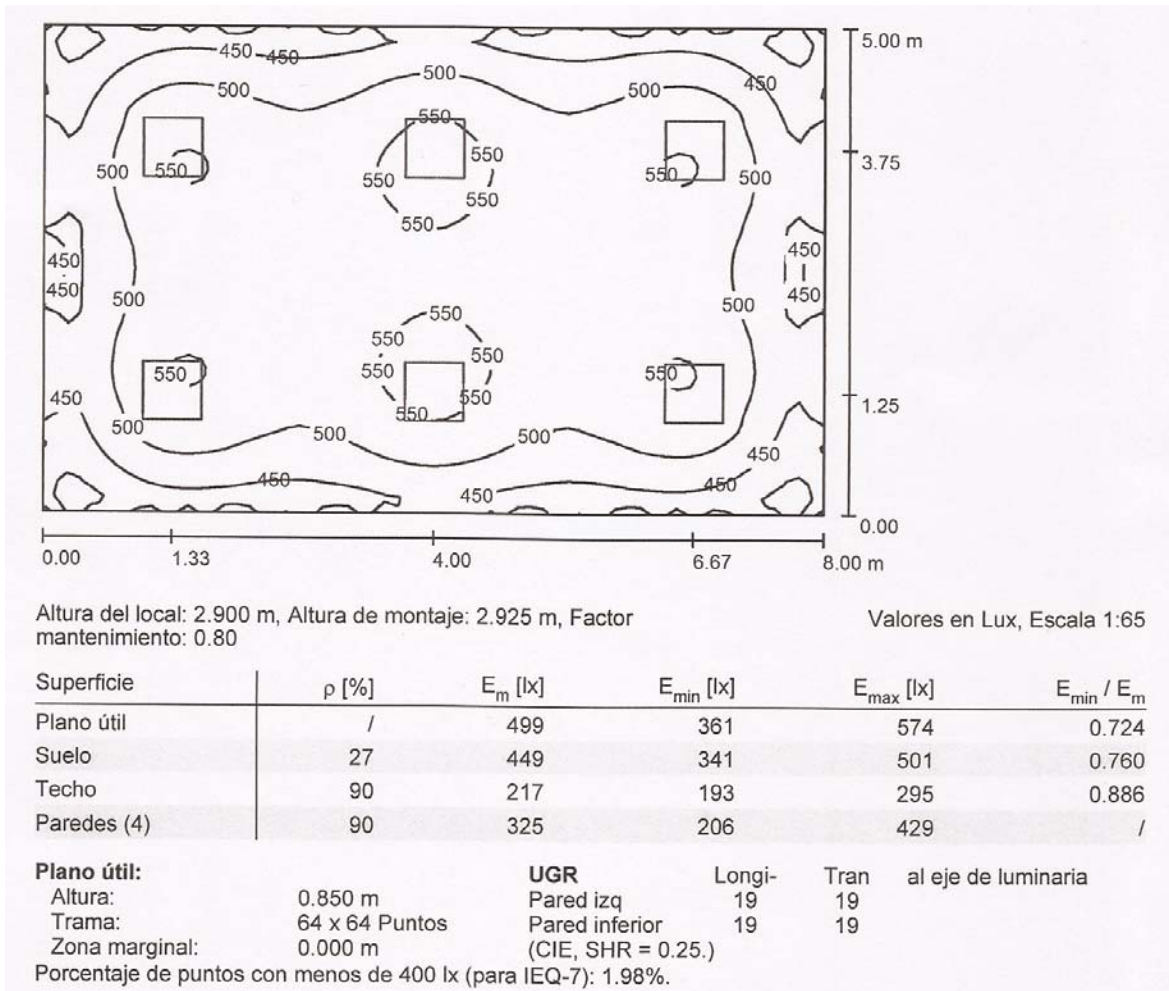 5.00 m
450 450 450
500 500 500
550 550 550
3.75
500 550 550 550 550 500
550
550
450 450
450 450
500 500
550
550 550
550 550 550 550
450 550 550 1.25
500 500 500
450
450 450 450
0.00
0.00 1.33 4.00 6.67 8.00 m
Altura del local: 2.900 m, Altura de montaje: 2.925 m, Factor
mantenimiento: 0.80
Valores en Lux, Escala 1:65
Superficie ρ [%] Em [lx] Emin [lx] Emax [lx] Emin / Em
Plano útil / 499 361 574 0.724
Suelo 27 449 341 501 0.760
Techo 90 217 193 295 0.886
Paredes (4) 90 325 206 429 /
Plano útil: UGR Longi- Tran al eje de luminaria
Altura: 0.850 m Pared izq 19 19
Trama: 64 x 64 Puntos Pared inferior 19 19
Zona marginal: 0.000 m (CIE, SHR = 0.25.)
Porcentaje de puntos con menos de 400 lx (para IEQ-7): 1.98%.